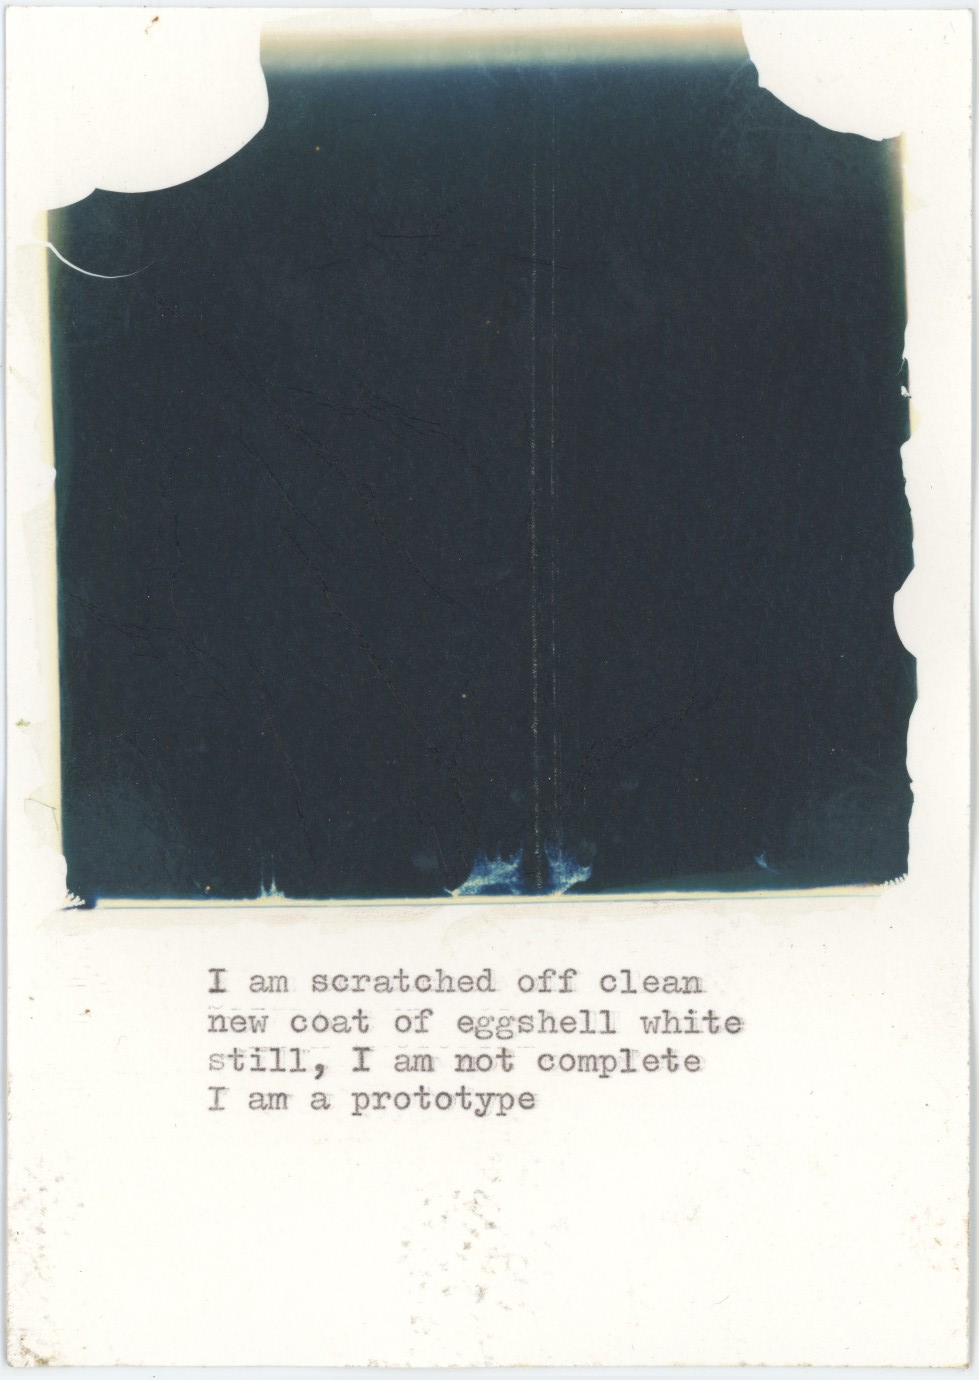 I am scratched off clean
new coat of eggshell white
still, I am not complete
I am a prototype